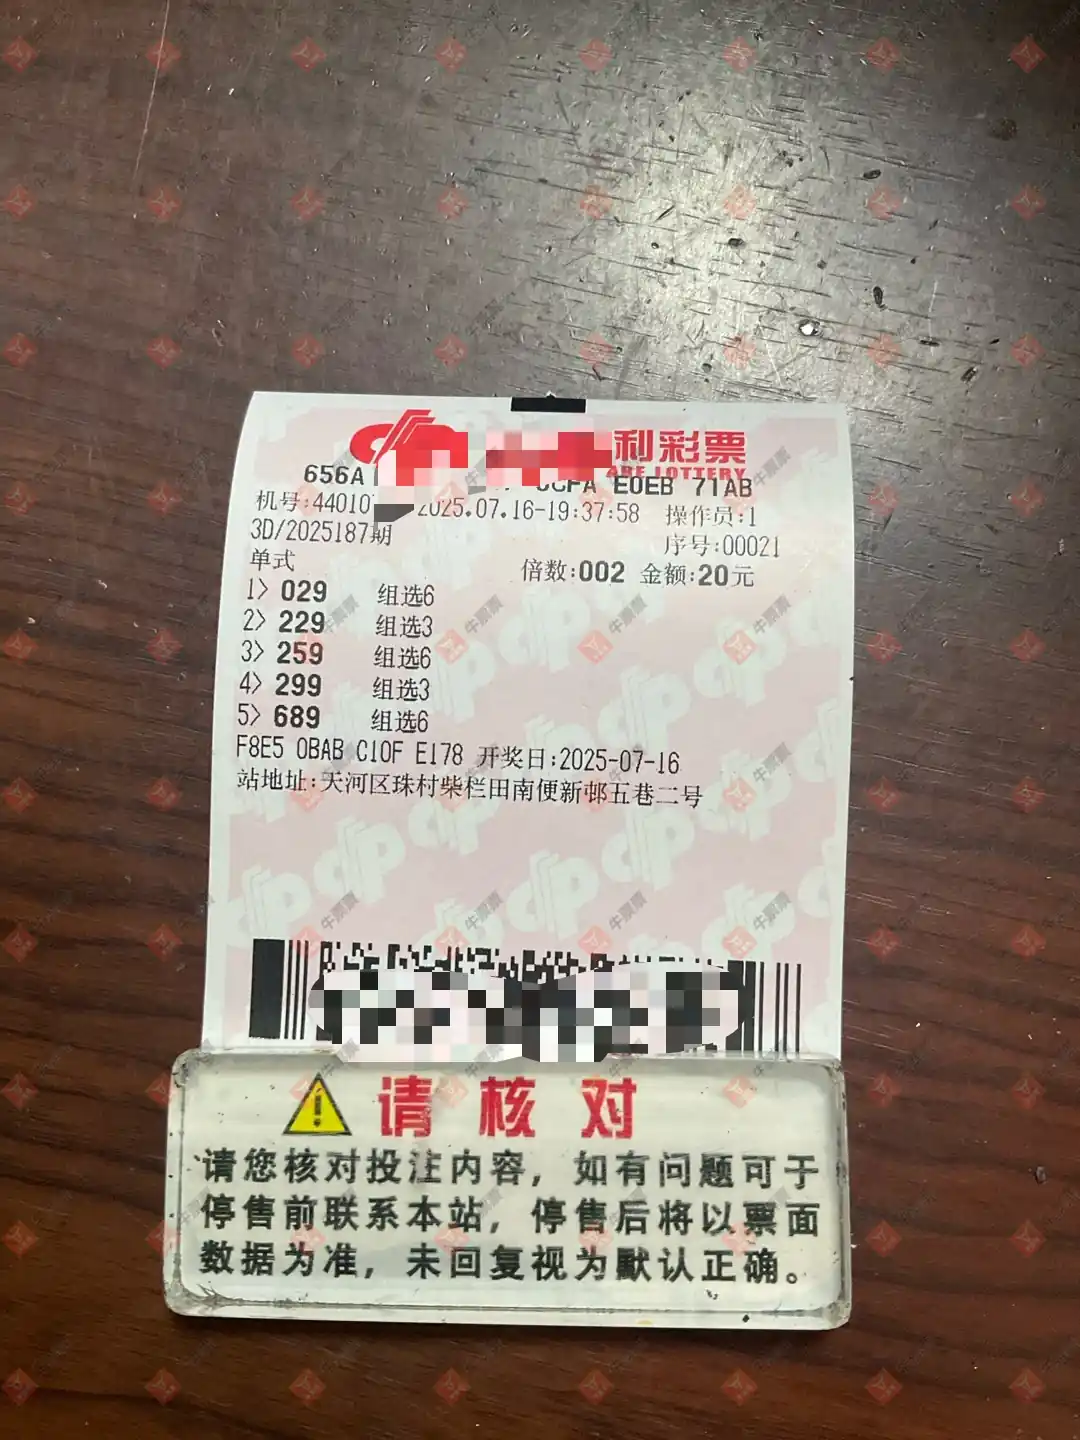 利彩票
ARE LOTTERY
656A E0EB 71AB
机号:44010 2025.07.16-19:37:58 操作员:1
3D/2025187期 序号:00021
单式 倍数:002 金额:20元
1> 029 组选6
2> 229 组选3
3> 259 组选6
4> 299 组选3
5> 689 组选6
F8E5 0BAB C10F E178 开奖日:2025-07-16
站地址:天河区珠村柴栏田南便新邨五巷二号
请核对
请您核对投注内容，如有问题可于
停售前联系本站，停售后将以票面
数据为准，未回复视为默认正确。
牛票票